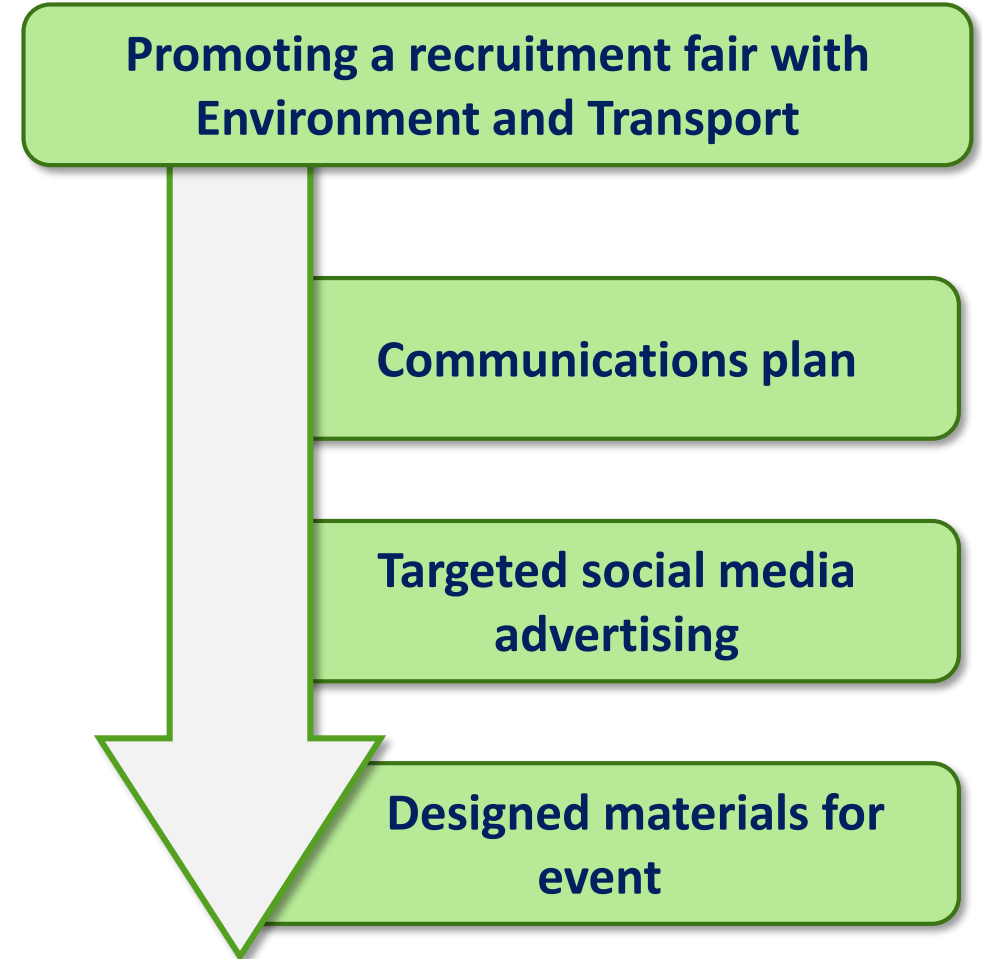 Promoting a recruitment fair with
Environment and Transport
Communications plan
Targeted social media
advertising
Designed materials for
event